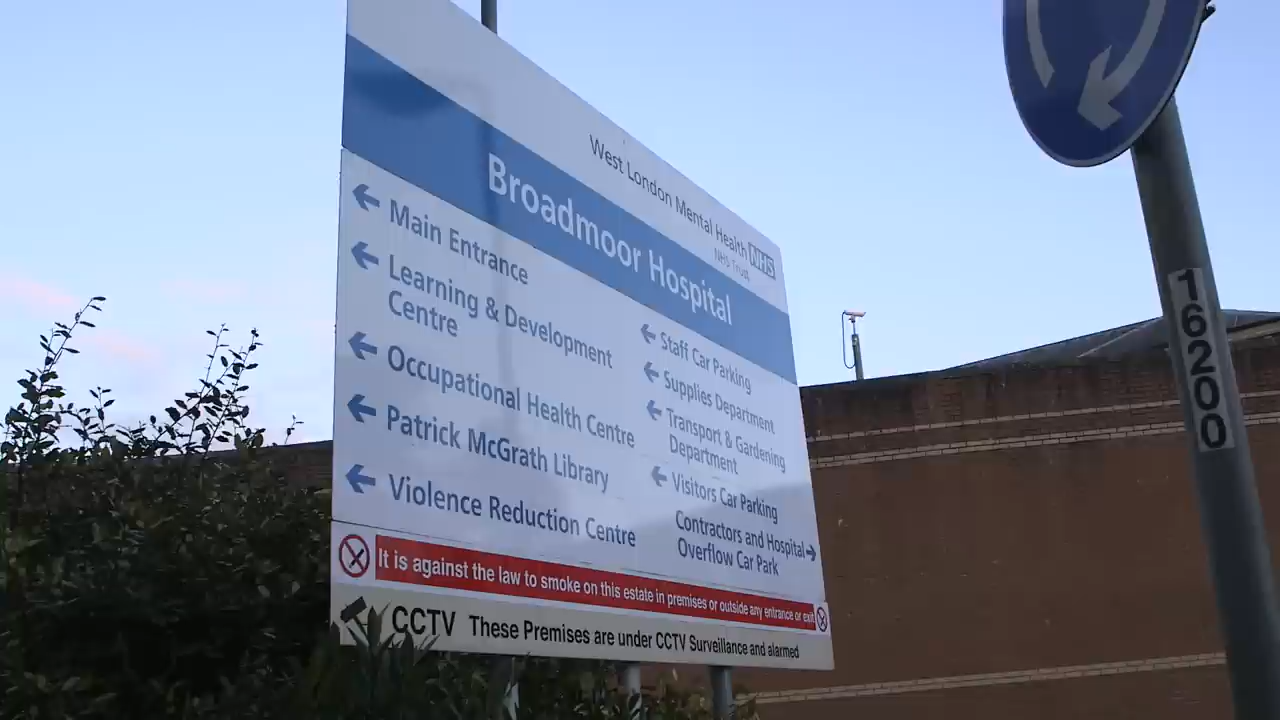 West London Mental Health NHS
NHS Trust
Broadmoor Hospital
Main Entrance
Learning & Development
Centre
Occupational Health Centre
Patrick McGrath Library
Violence Reduction Centre
Staff Car Parking
Supplies Department
Transport & Gardening
Department
Visitors Car Parking
Contractors and Hospital
Overflow Car Park
It is against the law to smoke on this estate in premises or outside any entrance or exit
CCTV These Premises are under CCTV Surveillance and alarmed
16200